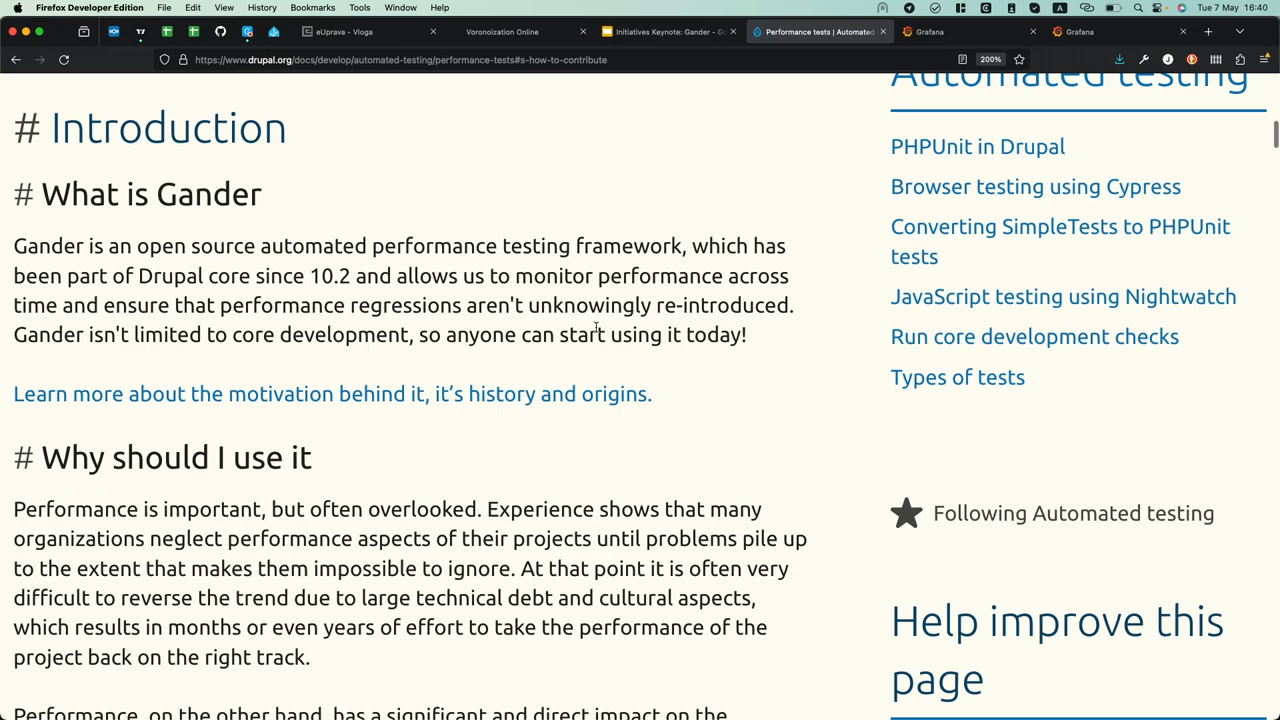 Firefox Developer Edition File Edit View History Bookmarks Tools Window Help Tue 7 May 16:40
eUprava - Vloga Voronoization Online Initiatives Keynote: Gander - G Performance tests | Automated Grafana Grafana
https://www.drupal.org/docs/develop/automated-testing/performance-tests#s-how-to-contribute 200%
# Introduction
# What is Gander
Gander is an open source automated performance testing framework, which has
been part of Drupal core since 10.2 and allows us to monitor performance across
time and ensure that performance regressions aren't unknowingly re-introduced.
Gander isn't limited to core development, so anyone can start using it today!
Learn more about the motivation behind it, it’s history and origins.
# Why should I use it
Performance is important, but often overlooked. Experience shows that many
organizations neglect performance aspects of their projects until problems pile up
to the extent that makes them impossible to ignore. At that point it is often very
difficult to reverse the trend due to large technical debt and cultural aspects,
which results in months or even years of effort to take the performance of the
project back on the right track.
Performance, on the other hand, has a significant and direct impact on the
Automated testing
PHPUnit in Drupal
Browser testing using Cypress
Converting SimpleTests to PHPUnit
tests
JavaScript testing using Nightwatch
Run core development checks
Types of tests
Following Automated testing
Help improve this
page